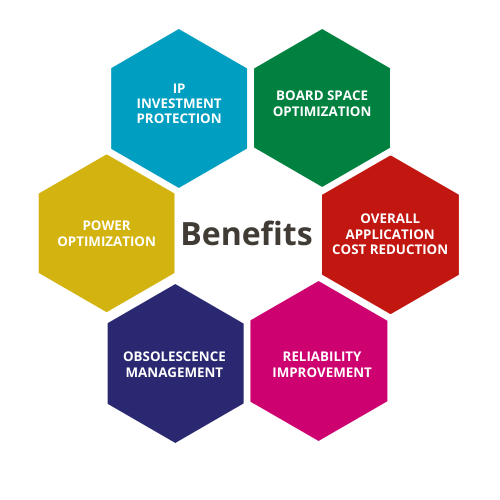 IP
INVESTMENT
PROTECTION
BOARD SPACE
OPTIMIZATION
POWER
OPTIMIZATION
Benefits
OVERALL
APPLICATION
COST REDUCTION
OBSOLESCENCE
MANAGEMENT
RELIABILITY
IMPROVEMENT